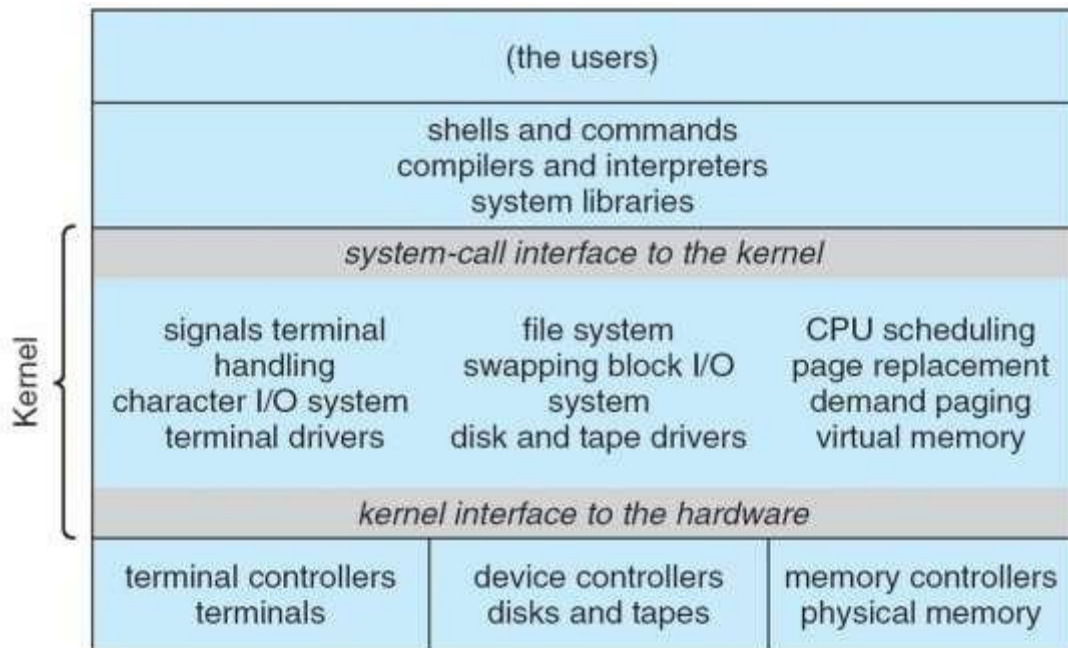 (the users)
shells and commands
compilers and interpreters
system libraries
system-call interface to the kernel
Kernel
signals terminal
handling
character I/O system
terminal drivers
file system
swapping block I/O
system
disk and tape drivers
CPU scheduling
page replacement
demand paging
virtual memory
kernel interface to the hardware
terminal controllers
terminals
device controllers
disks and tapes
memory controllers
physical memory